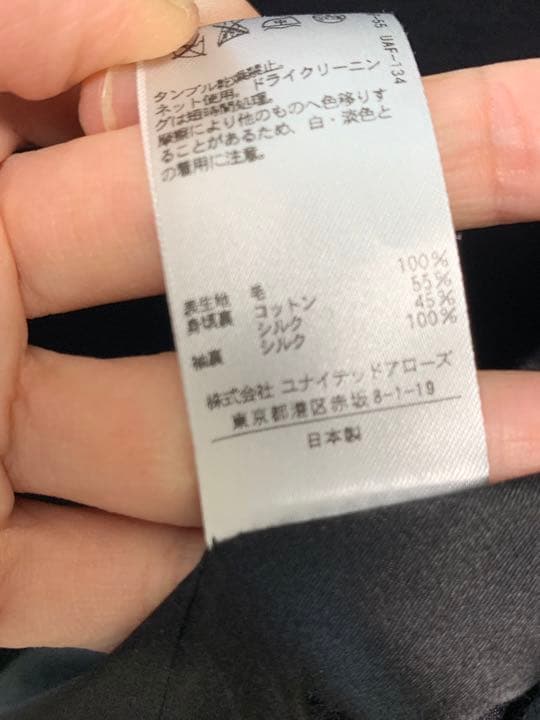 -55 UAF-134
タンブル乾燥禁止。
ネット使用。ドライクリーニン
グは短時間処理。
摩擦により他のものへ色移りす
ることがあるため、白・淡色と
の着用に注意。
表生地 毛 100%
身頃裏 コットン 55%
シルク 45%
袖裏 シルク 100%
株式会社 ユナイテッドアローズ
東京都港区赤坂8-1-19
日本製